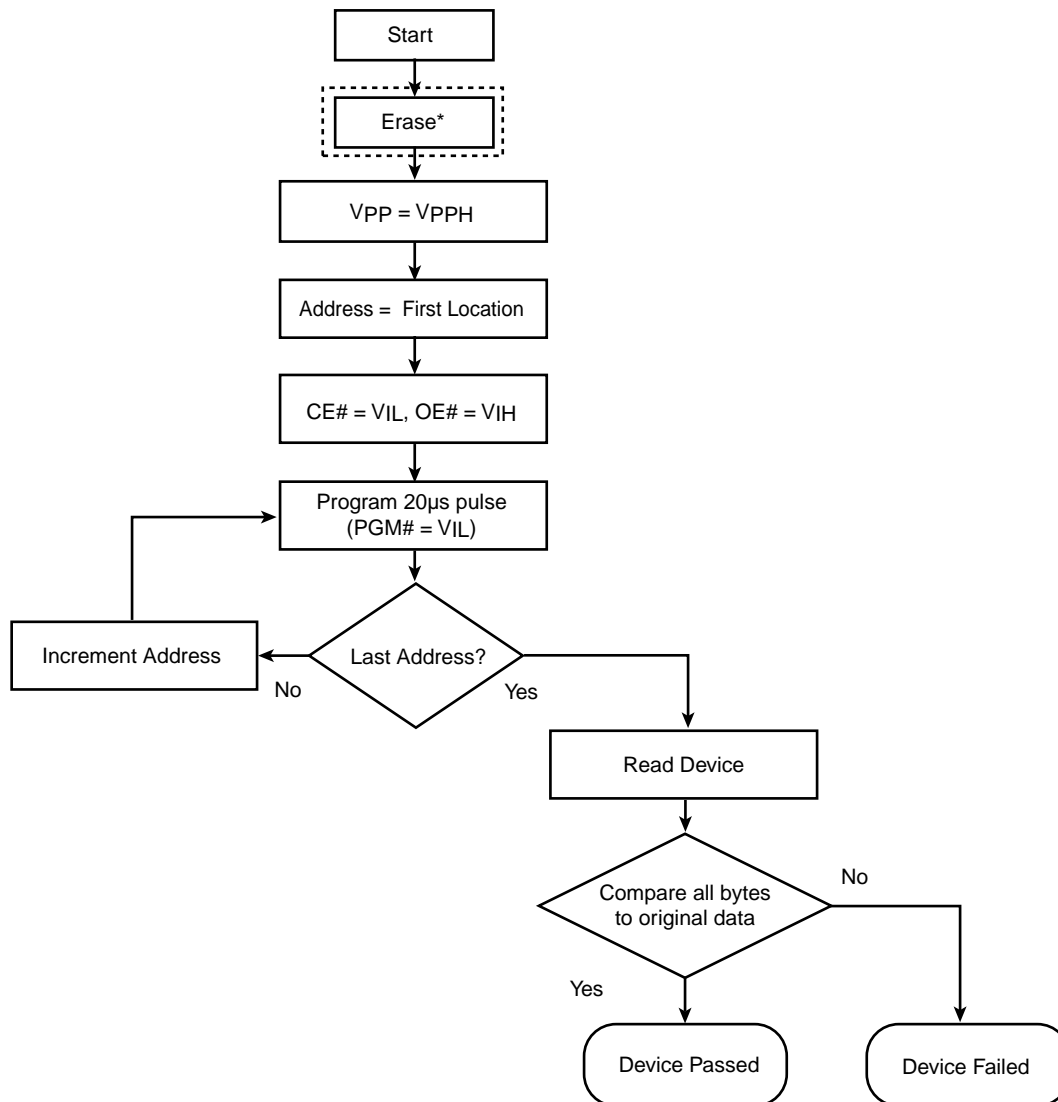 Start
Erase*
VPP = VPPH
Address =  First Location
CE# = VIL, OE# = VIH
Program 20µs pulse
(PGM# = VIL)
Last Address?
Increment Address
No
Yes
Read Device
Compare all bytes
to original data
No
Yes
Device Passed
Device Failed